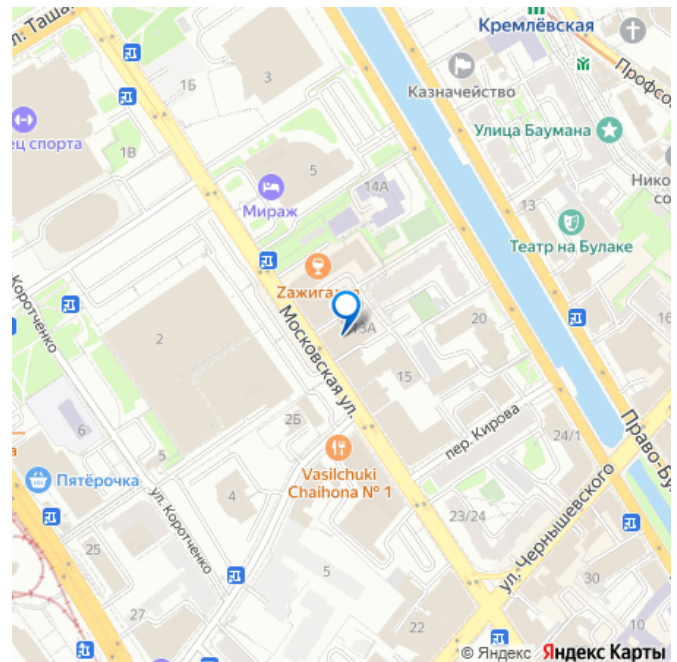 Кремлёвская
ул. Таша
Профсо
1Б
3
Казначейство
ец спорта
Улица Баумана
1В
5
14А
Нико
со
Мираж
13
Театр на Булаке
Zажигалка
Коротченко
13А
20
16
2
Московская ул.
15
2Б
пер. Кирова
24/1
Право-Бу
6
5
а
Пятёрочка
Vasilchuki
Chaihona № 1
4
ул. Чернышевского
ул. Коротченко
23/24
25
5
30
27
22
10
© Яндекс Яндекс Карты